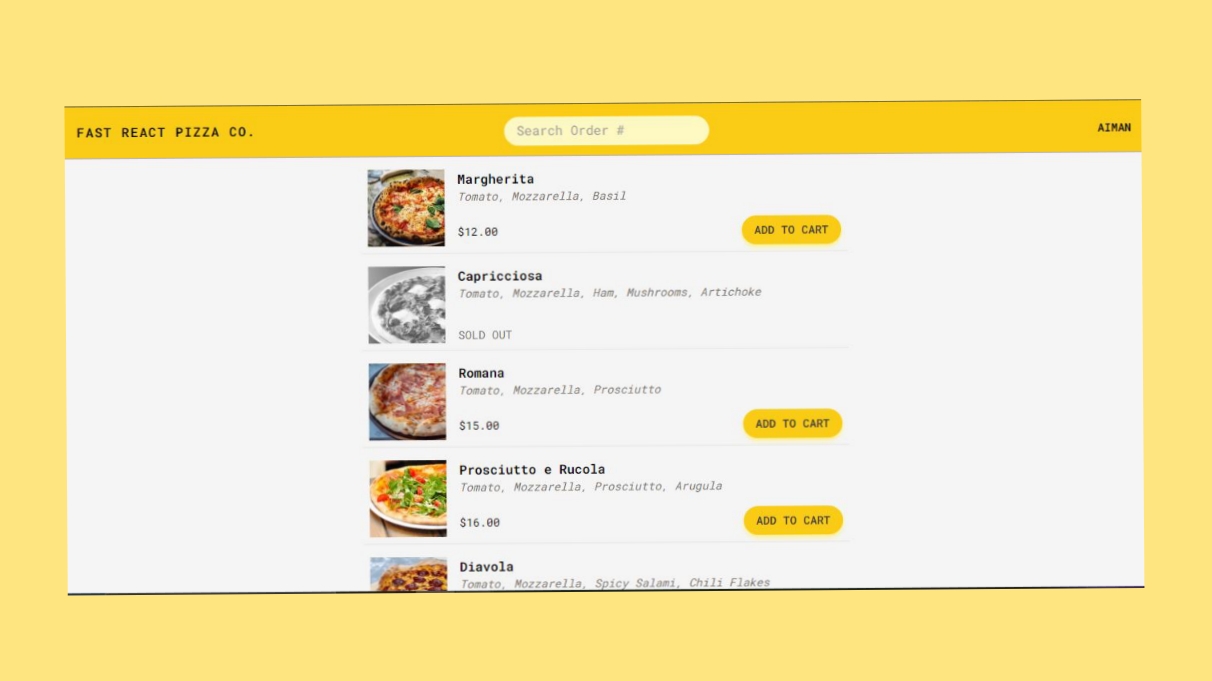 FAST REACT PIZZA CO.
Search Order #
AIMAN
Margherita
Tomato, Mozzarella, Basil
$12.00
ADD TO CART
Capricciosa
Tomato, Mozzarella, Ham, Mushrooms, Artichoke
SOLD OUT
Romana
Tomato, Mozzarella, Prosciutto
$15.00
ADD TO CART
Prosciutto e Rucola
Tomato, Mozzarella, Prosciutto, Arugula
$16.00
ADD TO CART
Diavola
Tomato, Mozzarella, Spicy Salami, Chili Flakes